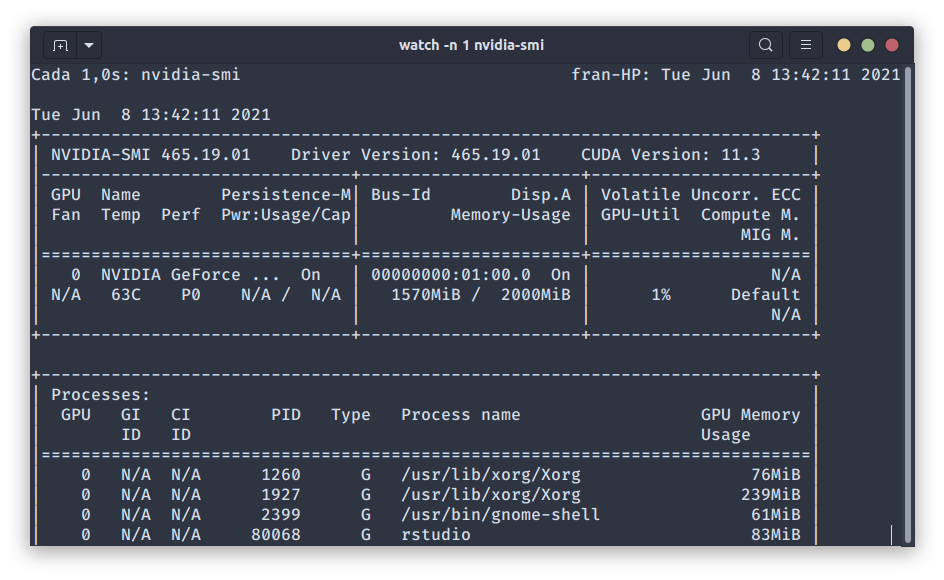 watch -n 1 nvidia-smi
Cada 1,0s: nvidia-smi                                 fran-HP: Tue Jun  8 13:42:11 2021
Tue Jun  8 13:42:11 2021
+-----------------------------------------------------------------------------+
| NVIDIA-SMI 465.19.01    Driver Version: 465.19.01    CUDA Version: 11.3     |
|-------------------------------+----------------------+----------------------+
| GPU  Name        Persistence-M| Bus-Id        Disp.A | Volatile Uncorr. ECC |
| Fan  Temp  Perf  Pwr:Usage/Cap|         Memory-Usage | GPU-Util  Compute M. |
|                               |                      |               MIG M. |
|===============================+======================+======================|
|   0  NVIDIA GeForce ...  On   | 00000000:01:00.0  On |                  N/A |
| N/A   63C    P0    N/A /  N/A |   1570MiB /  2000MiB |      1%      Default |
|                               |                      |                  N/A |
+-------------------------------+----------------------+----------------------+
+-----------------------------------------------------------------------------+
| Processes:                                                                  |
|  GPU   GI   CI        PID   Type   Process name                  GPU Memory |
|        ID   ID                                                   Usage      |
|=============================================================================|
|    0   N/A  N/A      1260      G   /usr/lib/xorg/Xorg                 76MiB |
|    0   N/A  N/A      1927      G   /usr/lib/xorg/Xorg                239MiB |
|    0   N/A  N/A      2399      G   /usr/bin/gnome-shell               61MiB |
|    0   N/A  N/A     80068      G   rstudio                            83MiB |